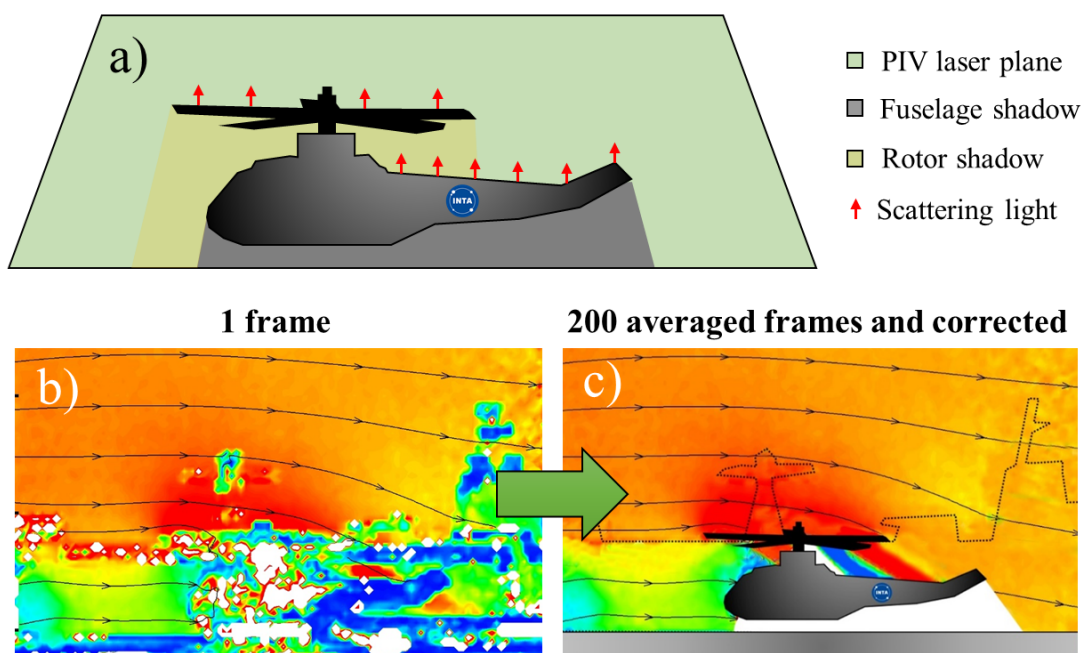 a)
PIV laser plane
Fuselage shadow
Rotor shadow
Scattering light
INTA
1 frame
200 averaged frames and corrected
b)
c)
INTA